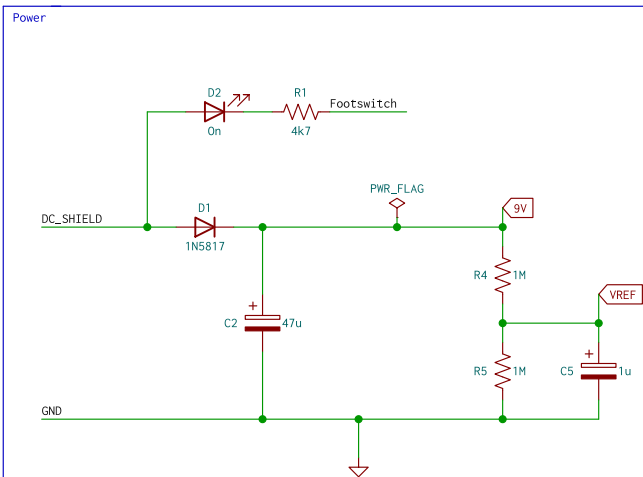 Power
D2
R1
Footswitch
On
4k7
PWR_FLAG
9V
DC_SHIELD
D1
1N5817
R4
1M
VREF
+
C2
47u
+
R5
1M
C5
1u
GND